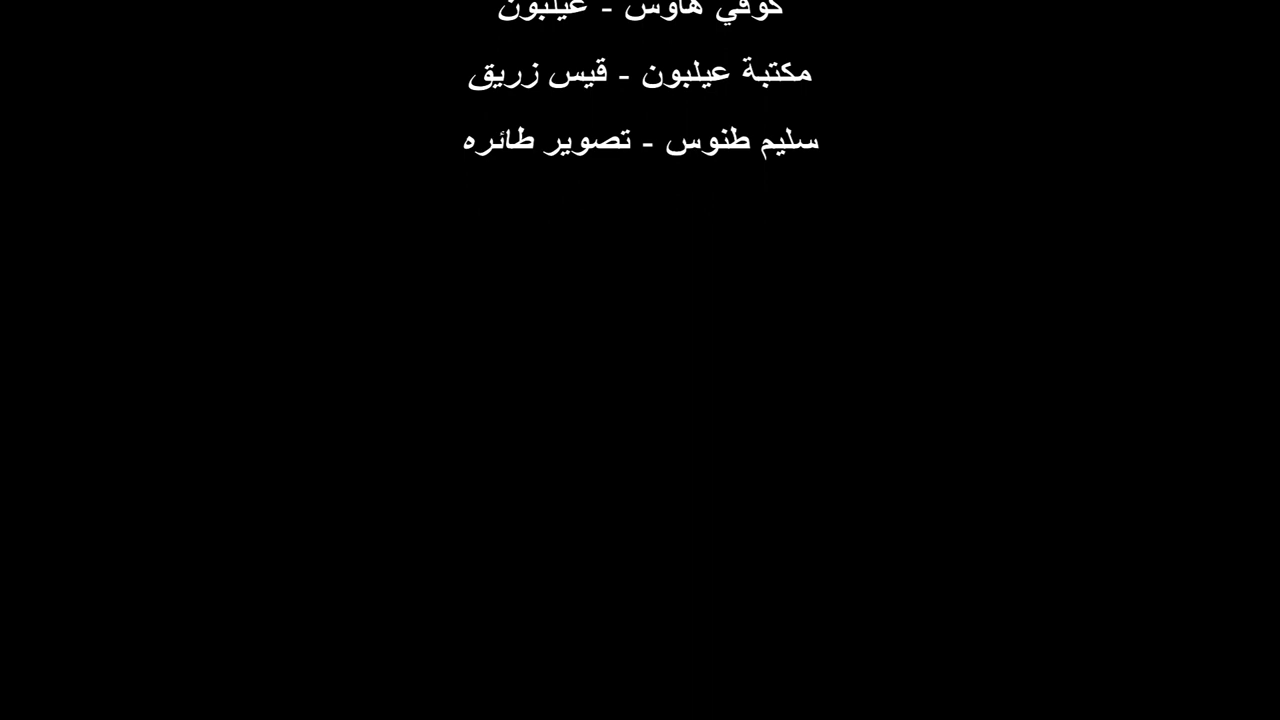 كوفي هاوس - عيلبون
مكتبة عيلبون - قيس زريق
سليم طنوس - تصوير طائره